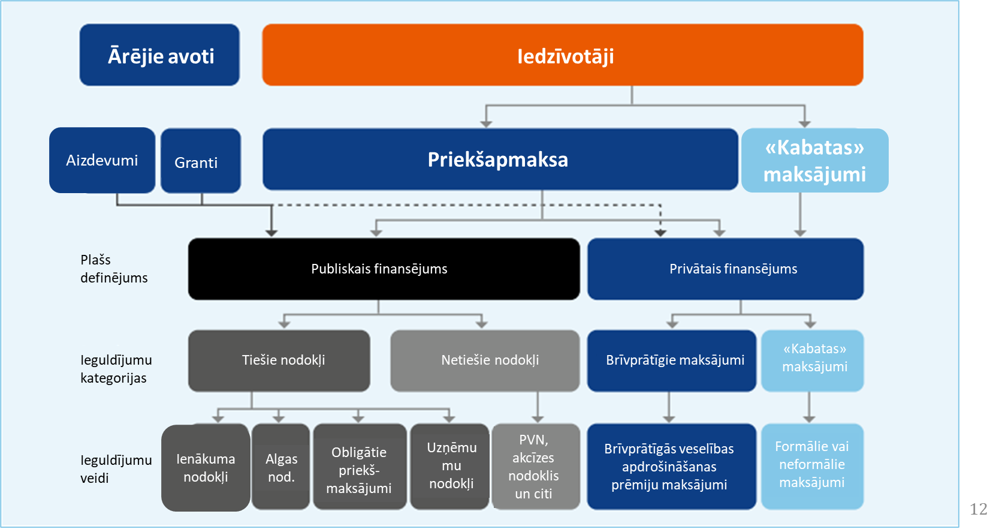 Ārējie avoti
Iedzīvotāji
Aizdevumi
Granti
Priekšapmaksa
«Kabatas»
maksājumi
Plašs
definējums
Publiskais finansējums
Privātais finansējums
Ieguldījumu
kategorijas
Tiešie nodokļi
Netiešie nodokļi
Brīvprātīgie maksājumi
«Kabatas»
maksājumi
Ieguldījumu
veidi
Ienākuma
nodokļi
Algas
nod.
Obligātie
priekš-
maksājumi
Uzņēmu
mu
nodokļi
PVN,
akcīzes
nodoklis
un citi
Brīvprātīgās veselības
apdrošināšanas
prēmiju maksājumi
Formālie vai
neformālie
maksājumi
12